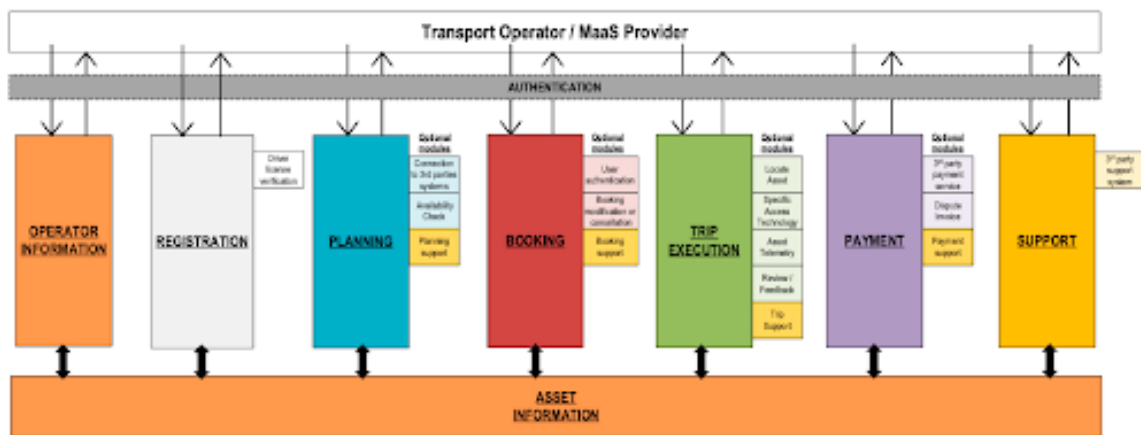 Transport Operator / MaaS Provider
AUTHENTICATION
OPERATOR
INFORMATION
REGISTRATION
Driver
license
verification
PLANNING
Optional
modules
Connection
to 3rd parties
systems
Availability
Check
Planning
support
BOOKING
Optional
modules
User
authentication
Booking
modification or
cancellation
Booking
support
TRIP
EXECUTION
Optional
modules
Locate
Asset
Specific
Access
Technology
Asset
Telemetry
Review /
Feedback
Trip
Support
PAYMENT
Optional
modules
3rd party
payment
service
Dispute
Invoice
Payment
support
SUPPORT
3rd party
support
system
ASSET
INFORMATION